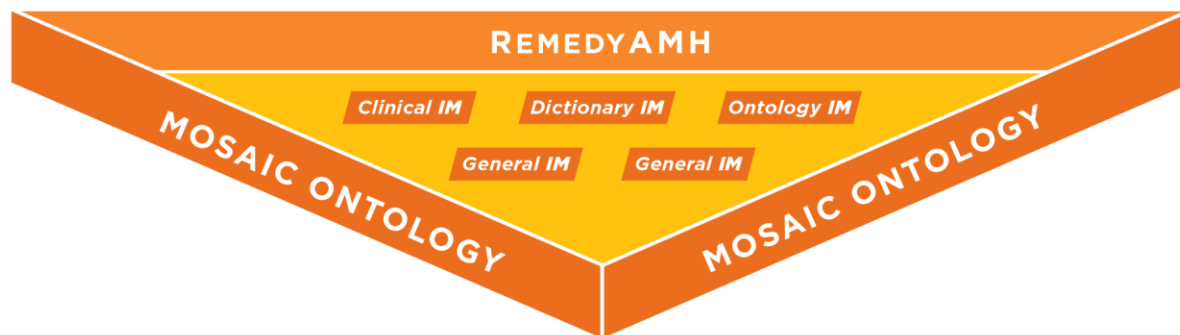 REMEDYAMH
Clinical IM
Dictionary IM
Ontology IM
General IM
General IM
MOSAIC ONTOLOGY
MOSAIC ONTOLOGY